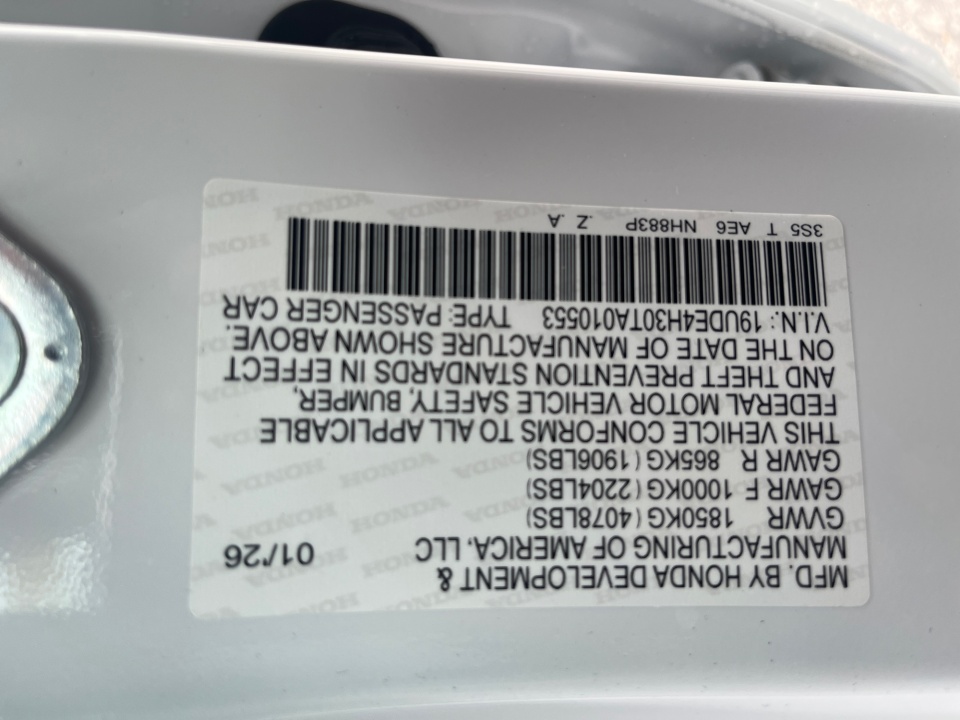 MFD. BY HONDA DEVELOPMENT &
MANUFACTURING OF AMERICA, LLC 01/26
GVWR 1850KG (4078LBS)
GAWR F 1000KG (2204LBS)
GAWR R 865KG (1906LBS)
THIS VEHICLE CONFORMS TO ALL APPLICABLE
FEDERAL MOTOR VEHICLE SAFETY, BUMPER,
AND THEFT PREVENTION STANDARDS IN EFFECT
ON THE DATE OF MANUFACTURE SHOWN ABOVE.
V.I.N.: 19UDE4H30TA010553 TYPE: PASSENGER CAR
3S5 T AE6 NH883P .Z .A